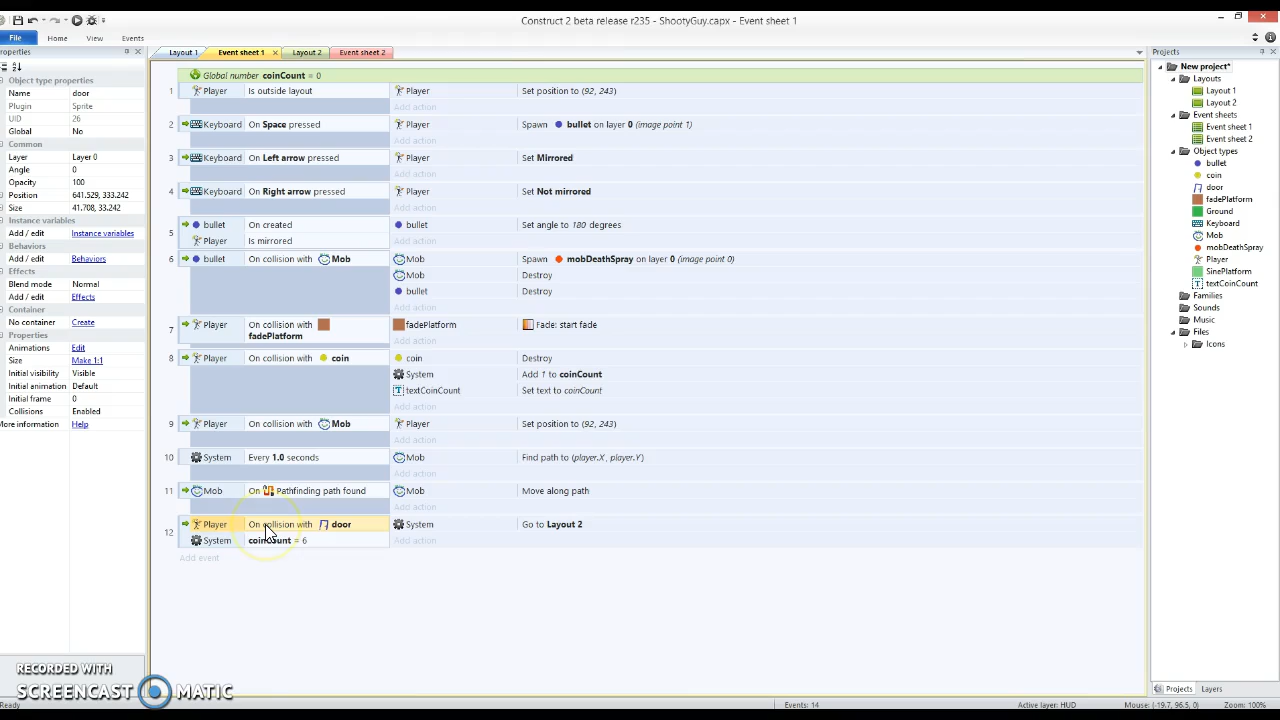 Construct 2 beta release r235 - ShootyGuy.capx - Event sheet 1
File Home View Events
roperties
Layout 1 Event sheet 1 Layout 2 Event sheet 2
Object type properties
Name door
Plugin Sprite
UID 26
Global No
Common
Layer Layer 0
Angle 0
Opacity 100
Position 641.529, 333.242
Size 41.708, 33.242
Instance variables
Add / edit Instance variables
Behaviors
Add / edit Behaviors
Effects
Blend mode Normal
Add / edit Effects
Container
No container Create
Properties
Animations Edit
Size Make 1:1
Initial visibility Visible
Initial animation Default
Initial frame 0
Collisions Enabled
More information Help
Global number coinCount = 0
1 Player Is outside layout Player Set position to (92, 243)
Add action
2 Keyboard On Space pressed Player Spawn bullet on layer 0 (image point 1)
Add action
3 Keyboard On Left arrow pressed Player Set Mirrored
Add action
4 Keyboard On Right arrow pressed Player Set Not mirrored
Add action
5 bullet On created bullet Set angle to 180 degrees
Player Is mirrored Add action
6 bullet On collision with Mob Mob Spawn mobDeathSpray on layer 0 (image point 0)
Mob Destroy
bullet Destroy
Add action
7 Player On collision with fadePlatform Fade: start fade
fadePlatform Add action
8 Player On collision with coin coin Destroy
System Add 1 to coinCount
textCoinCount Set text to coinCount
Add action
9 Player On collision with Mob Player Set position to (92, 243)
Add action
10 System Every 1.0 seconds Mob Find path to (player.X, player.Y)
Add action
11 Mob On Pathfinding path found Mob Move along path
Add action
12 Player On collision with door System Go to Layout 2
System coinCount = 6 Add action
Add event
Projects
New project*
Layouts
Layout 1
Layout 2
Event sheets
Event sheet 1
Event sheet 2
Object types
bullet
coin
door
fadePlatform
Ground
Keyboard
Mob
mobDeathSpray
Player
SinePlatform
textCoinCount
Families
Sounds
Music
Files
Icons
Projects Layers
RECORDED WITH
SCREENCAST MATIC
Ready Events: 14 Active layer: HUD Mouse: (-19.7, 96.5, 0) Zoom: 100%